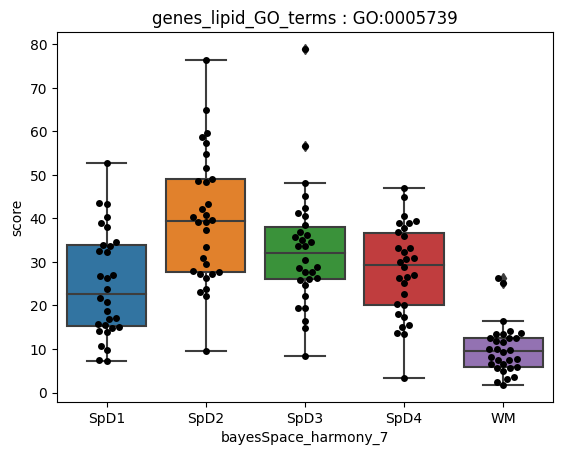 genes_lipid_GO_terms : GO:0005739
80
70
60
50
40
30
20
10
0
score
SpD1 SpD2 SpD3 SpD4 WM
bayesSpace_harmony_7